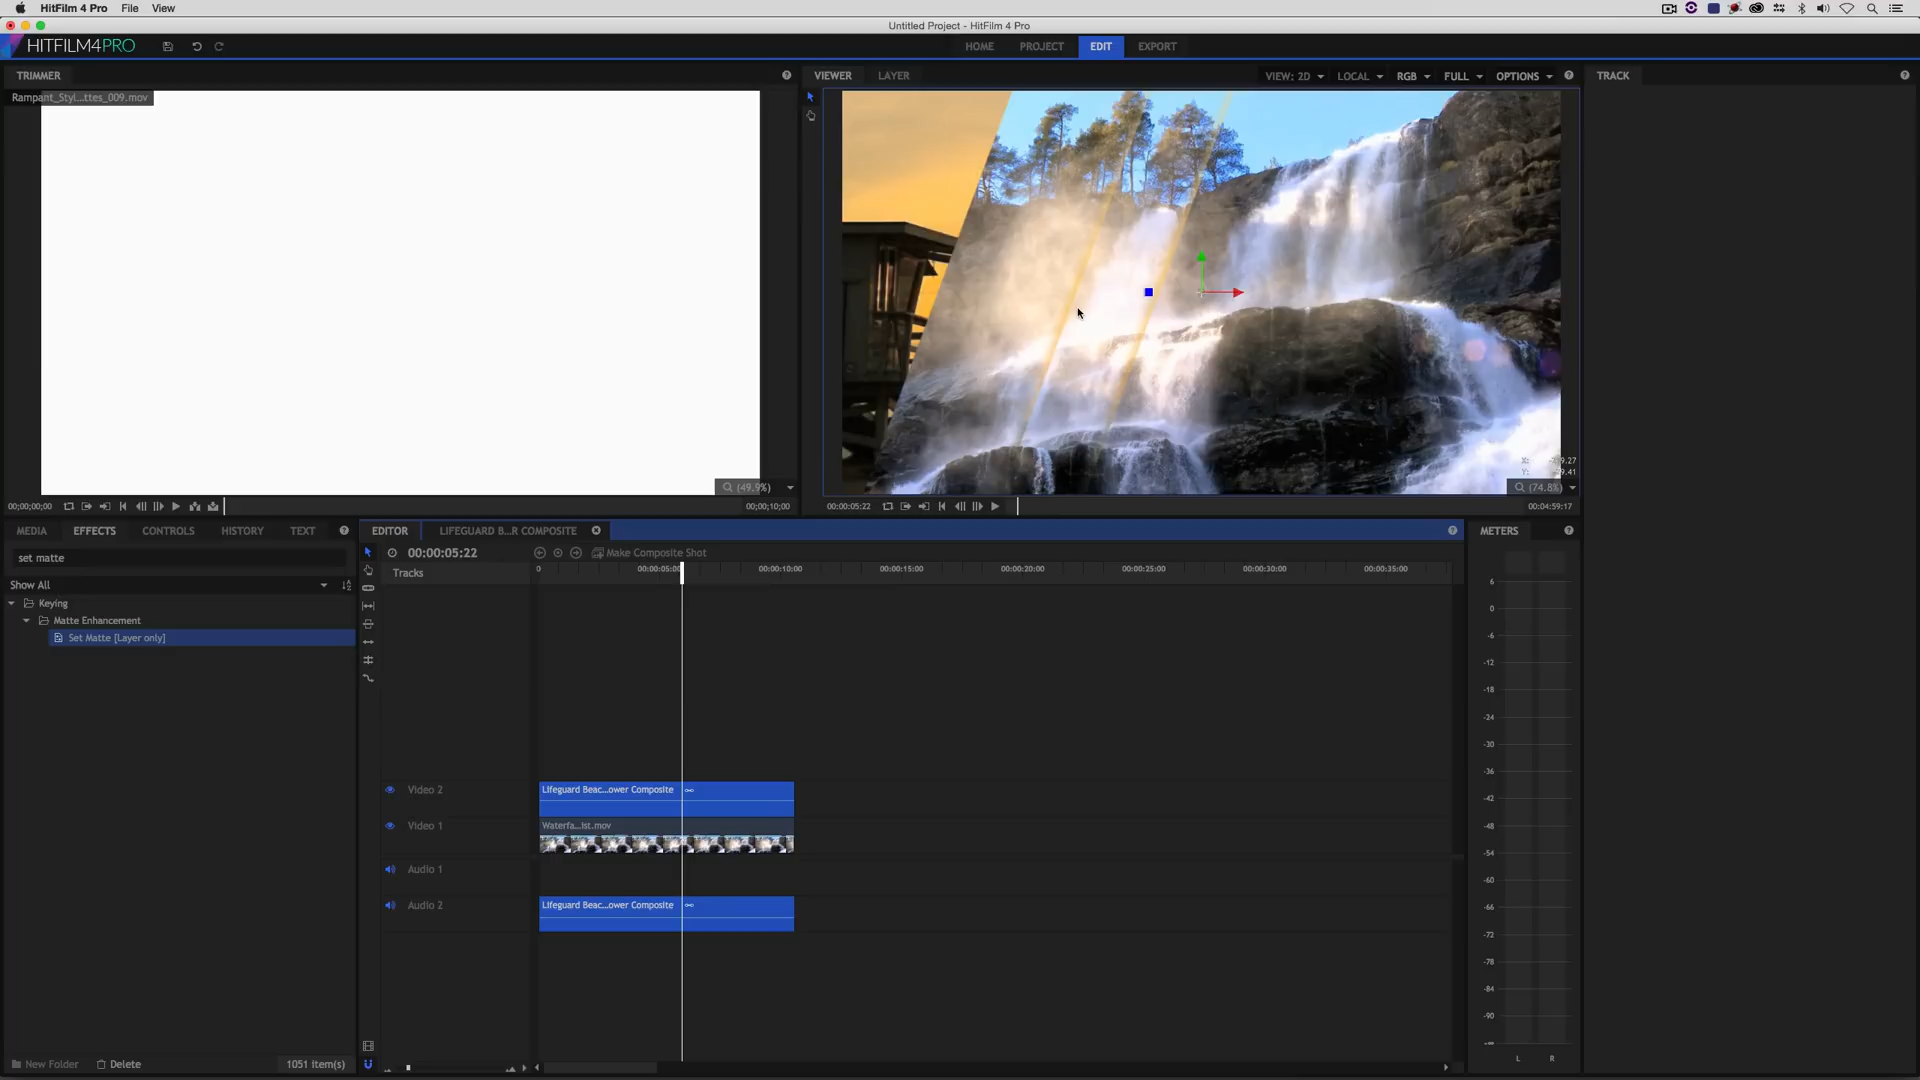 HitFilm 4 Pro File View
Untitled Project - HitFilm 4 Pro
HITFILM4PRO
HOME PROJECT EDIT EXPORT
TRIMMER
VIEWER LAYER
VIEW: 2D LOCAL RGB FULL OPTIONS
TRACK
Rampant_Styl...ttes_009.mov
X:
Y:
(49.9%)
(74.8%)
00;00;00;00
00;00;10;00
00:00:05:22
00:04:59:17
MEDIA EFFECTS CONTROLS HISTORY TEXT
EDITOR LIFEGUARD B...R COMPOSITE
METERS
set matte
00:00:05:22
Make Composite Shot
Tracks
0 00:00:05:00 00:00:10:00 00:00:15:00 00:00:20:00 00:00:25:00 00:00:30:00 00:00:35:00
Show All
Keying
Matte Enhancement
Set Matte [Layer only]
Video 2
Lifeguard Beac...ower Composite
Video 1
Waterfa...ist.mov
Audio 1
Audio 2
Lifeguard Beac...ower Composite
6
0
-6
-12
-18
-24
-30
-36
-42
-48
-54
-60
-66
-72
-78
-84
-90
L R
New Folder Delete 1051 item(s)